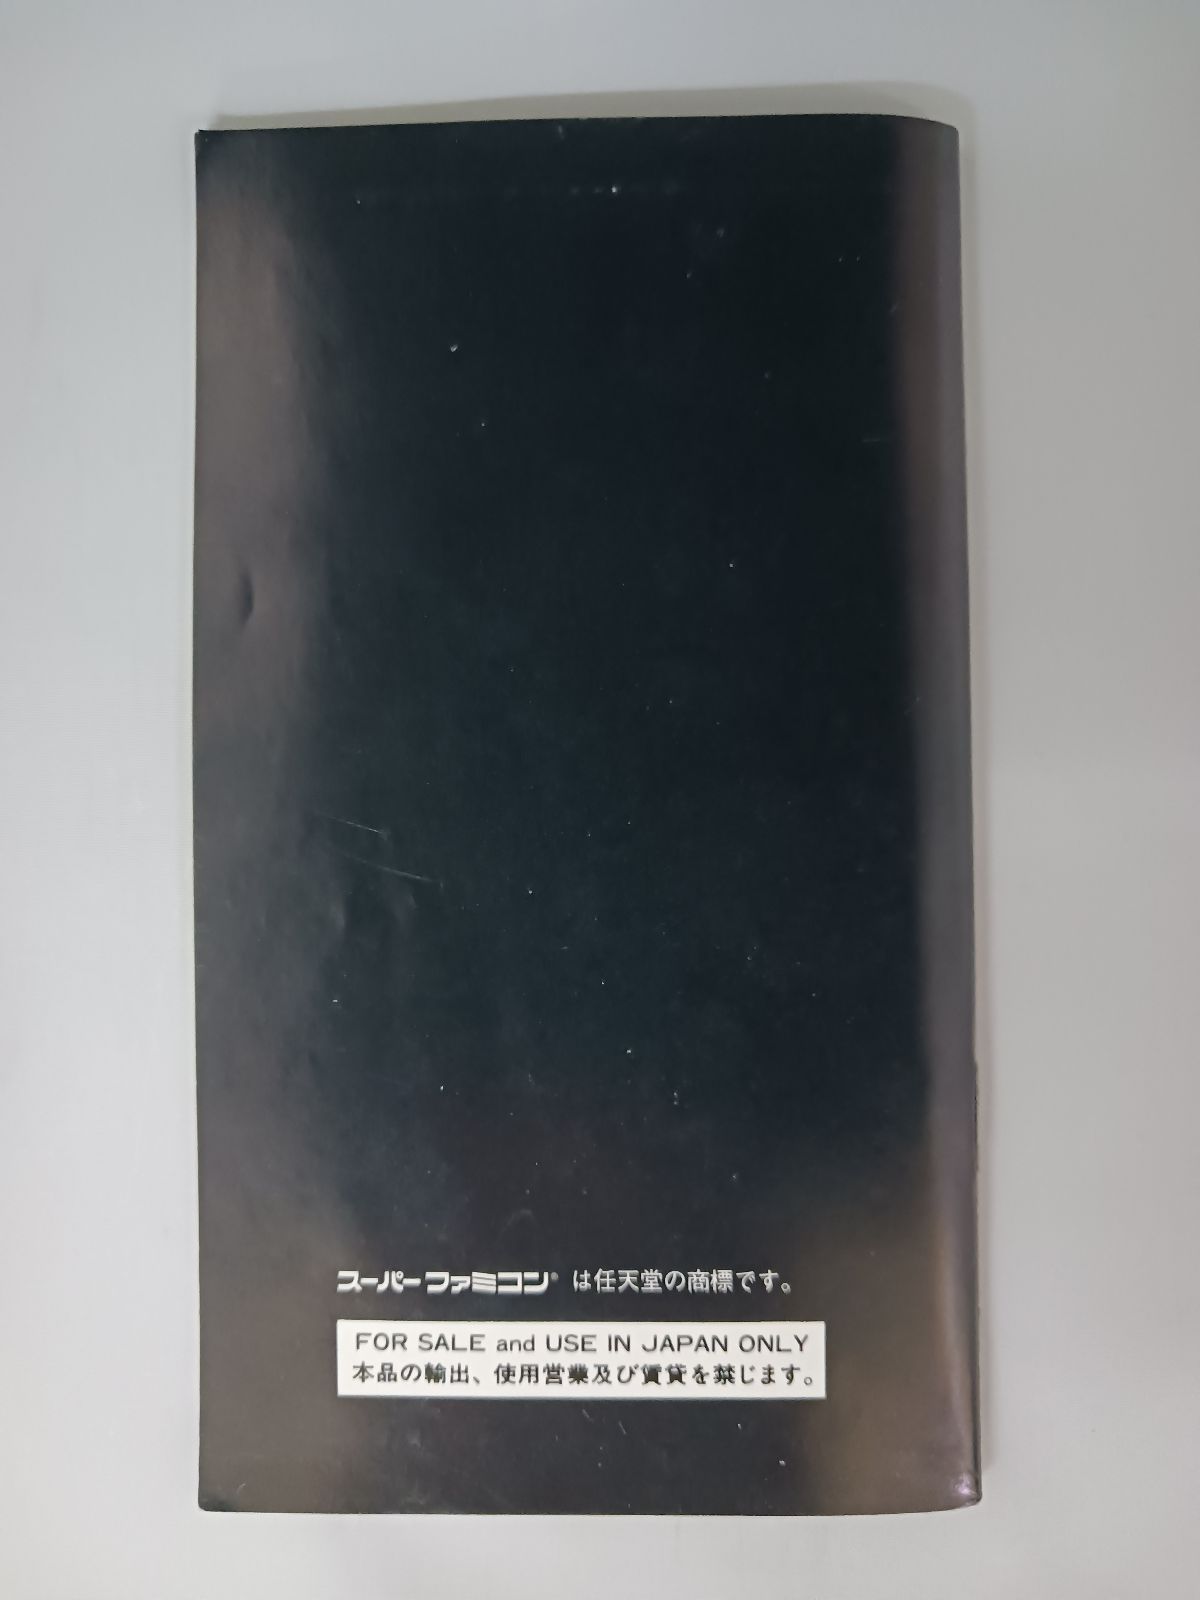 スーパーファミコン® は任天堂の商標です。
FOR SALE and USE IN JAPAN ONLY
本品の輸出、使用営業及び賃貸を禁じます。